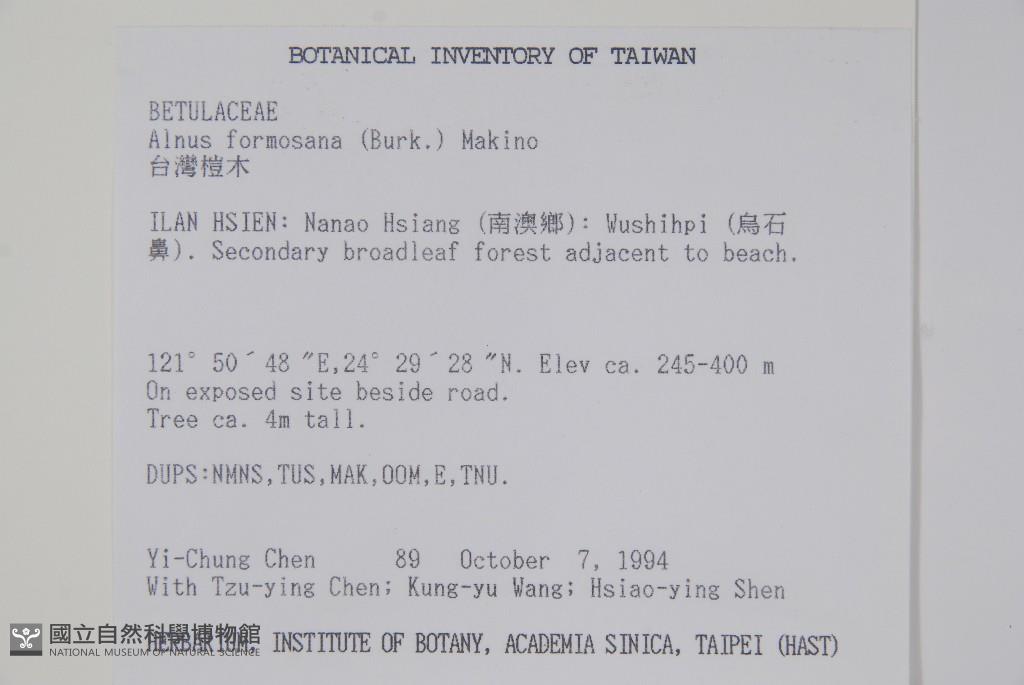 BOTANICAL INVENTORY OF TAIWAN
BETULACEAE
Alnus formosana (Burk.) Makino
台灣榿木
ILAN HSIEN: Nanao Hsiang (南澳鄉): Wushihpi (烏石
鼻). Secondary broadleaf forest adjacent to beach.
121° 50´ 48 ″E,24° 29´ 28 ″N. Elev ca. 245-400 m
On exposed site beside road.
Tree ca. 4m tall.
DUPS:NMNS,TUS,MAK,OOM,E,TNU.
Yi-Chung Chen 89 October 7, 1994
With Tzu-ying Chen; Kung-yu Wang; Hsiao-ying Shen
國立自然科學博物館
NATIONAL MUSEUM OF NATURAL SCIENCE
HERBARIUM, INSTITUTE OF BOTANY, ACADEMIA SINICA, TAIPEI (HAST)